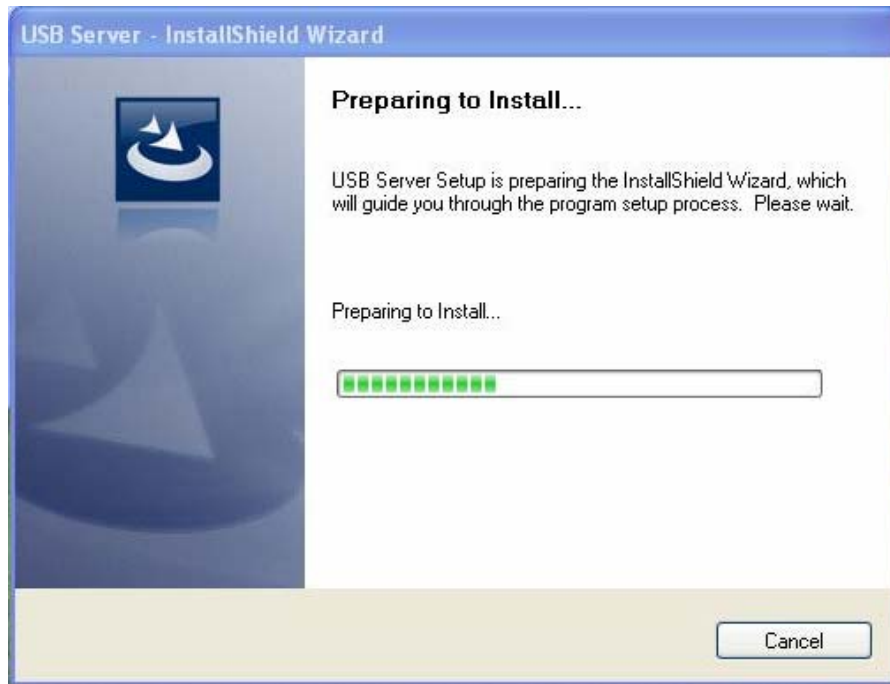 USB Server - InstallShield Wizard
Preparing to Install...
USB Server Setup is preparing the InstallShield Wizard, which
will guide you through the program setup process. Please wait.
Preparing to Install...
Cancel